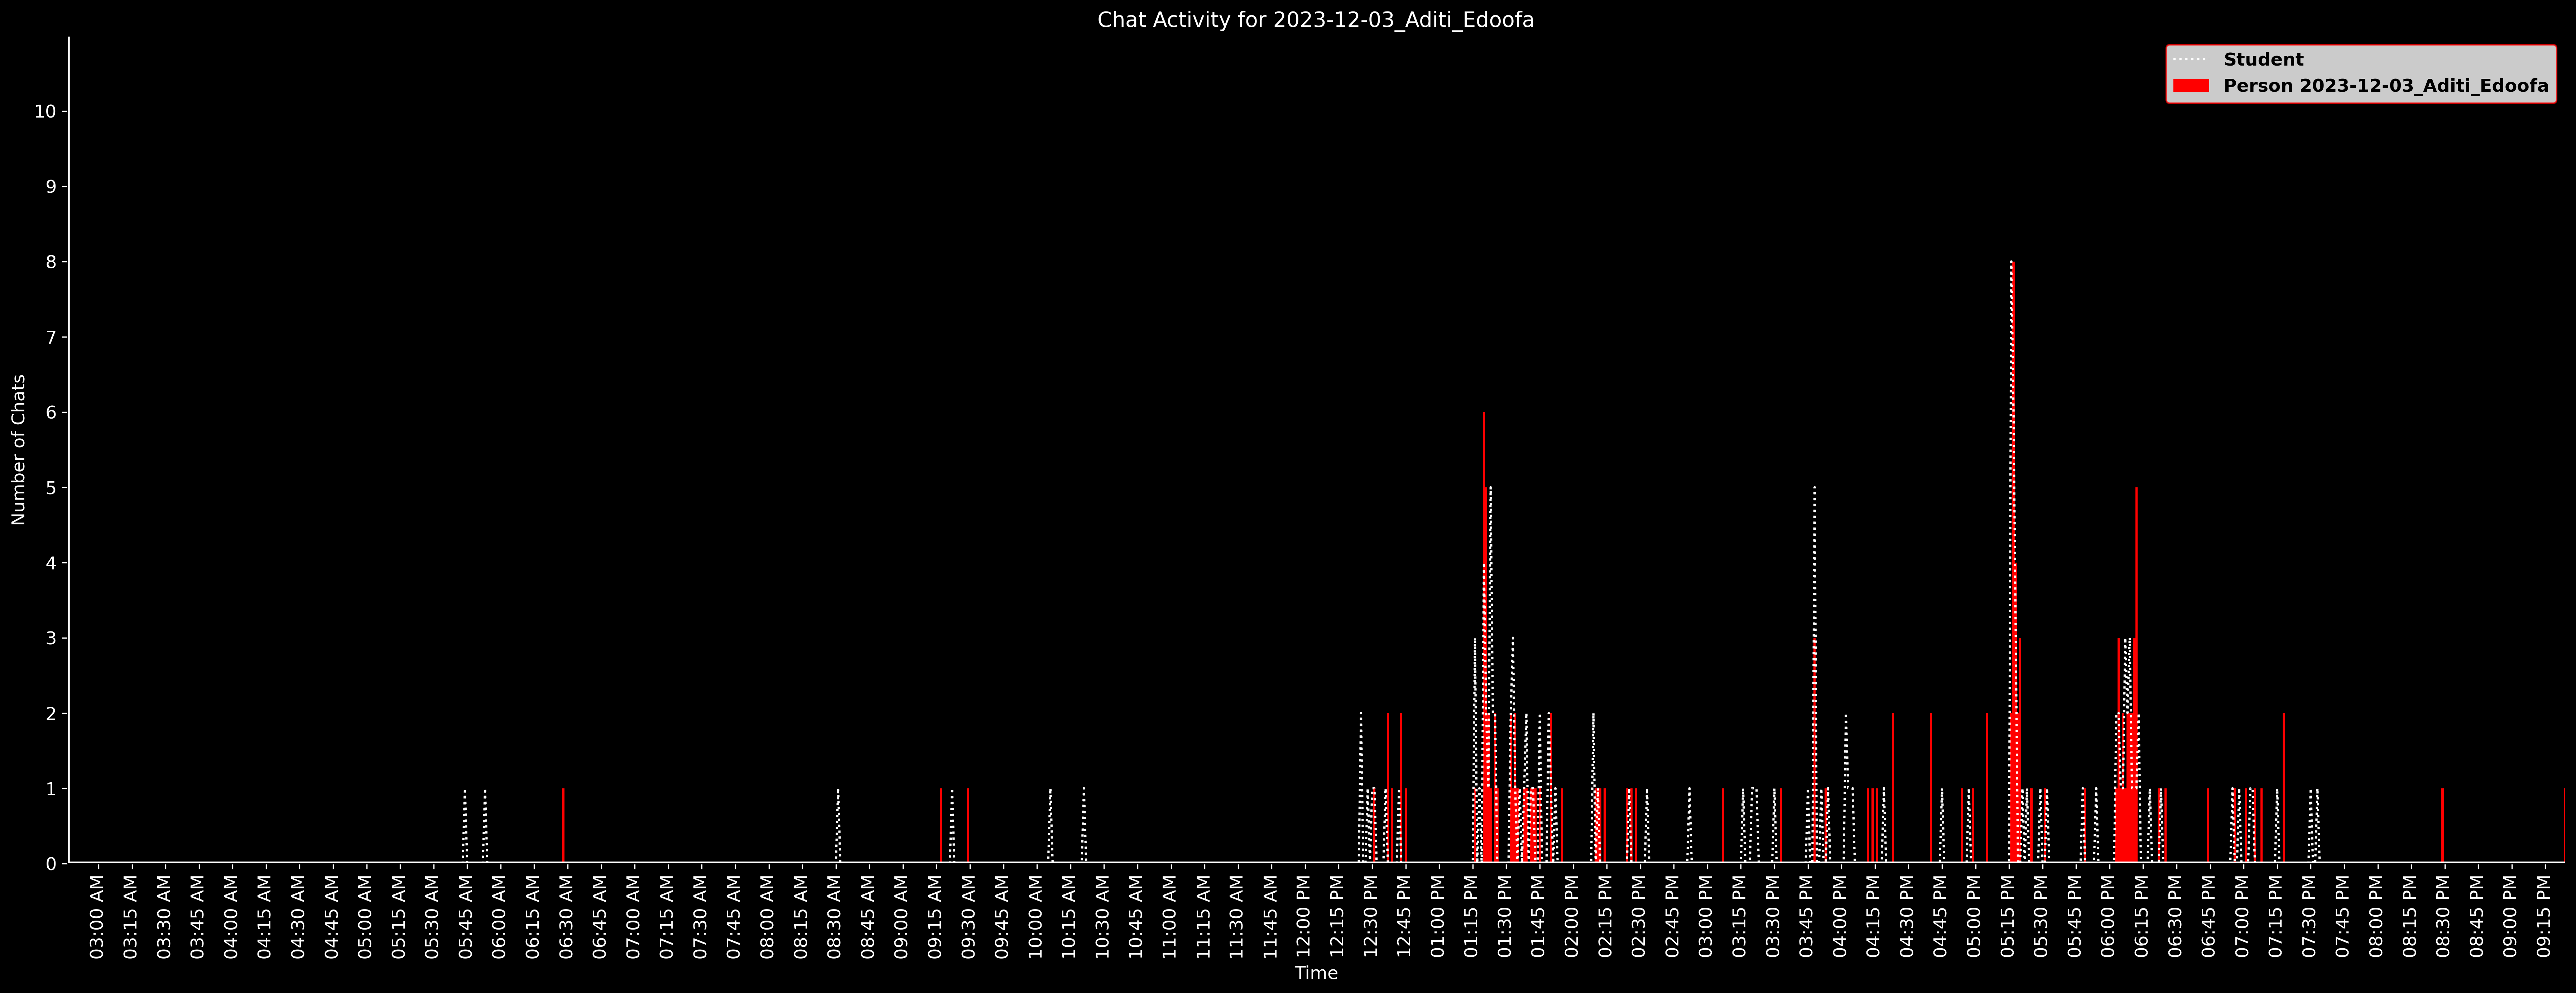 Chat Activity for 2023-12-03_Aditi_Edoofa
Student
Person 2023-12-03_Aditi_Edoofa
Number of Chats
10
9
8
7
6
5
4
3
2
1
0
03:00 AM
03:15 AM
03:30 AM
03:45 AM
04:00 AM
04:15 AM
04:30 AM
04:45 AM
05:00 AM
05:15 AM
05:30 AM
05:45 AM
06:00 AM
06:15 AM
06:30 AM
06:45 AM
07:00 AM
07:15 AM
07:30 AM
07:45 AM
08:00 AM
08:15 AM
08:30 AM
08:45 AM
09:00 AM
09:15 AM
09:30 AM
09:45 AM
10:00 AM
10:15 AM
10:30 AM
10:45 AM
11:00 AM
11:15 AM
11:30 AM
11:45 AM
12:00 PM
12:15 PM
12:30 PM
12:45 PM
01:00 PM
01:15 PM
01:30 PM
01:45 PM
02:00 PM
02:15 PM
02:30 PM
02:45 PM
03:00 PM
03:15 PM
03:30 PM
03:45 PM
04:00 PM
04:15 PM
04:30 PM
04:45 PM
05:00 PM
05:15 PM
05:30 PM
05:45 PM
06:00 PM
06:15 PM
06:30 PM
06:45 PM
07:00 PM
07:15 PM
07:30 PM
07:45 PM
08:00 PM
08:15 PM
08:30 PM
08:45 PM
09:00 PM
09:15 PM
Time